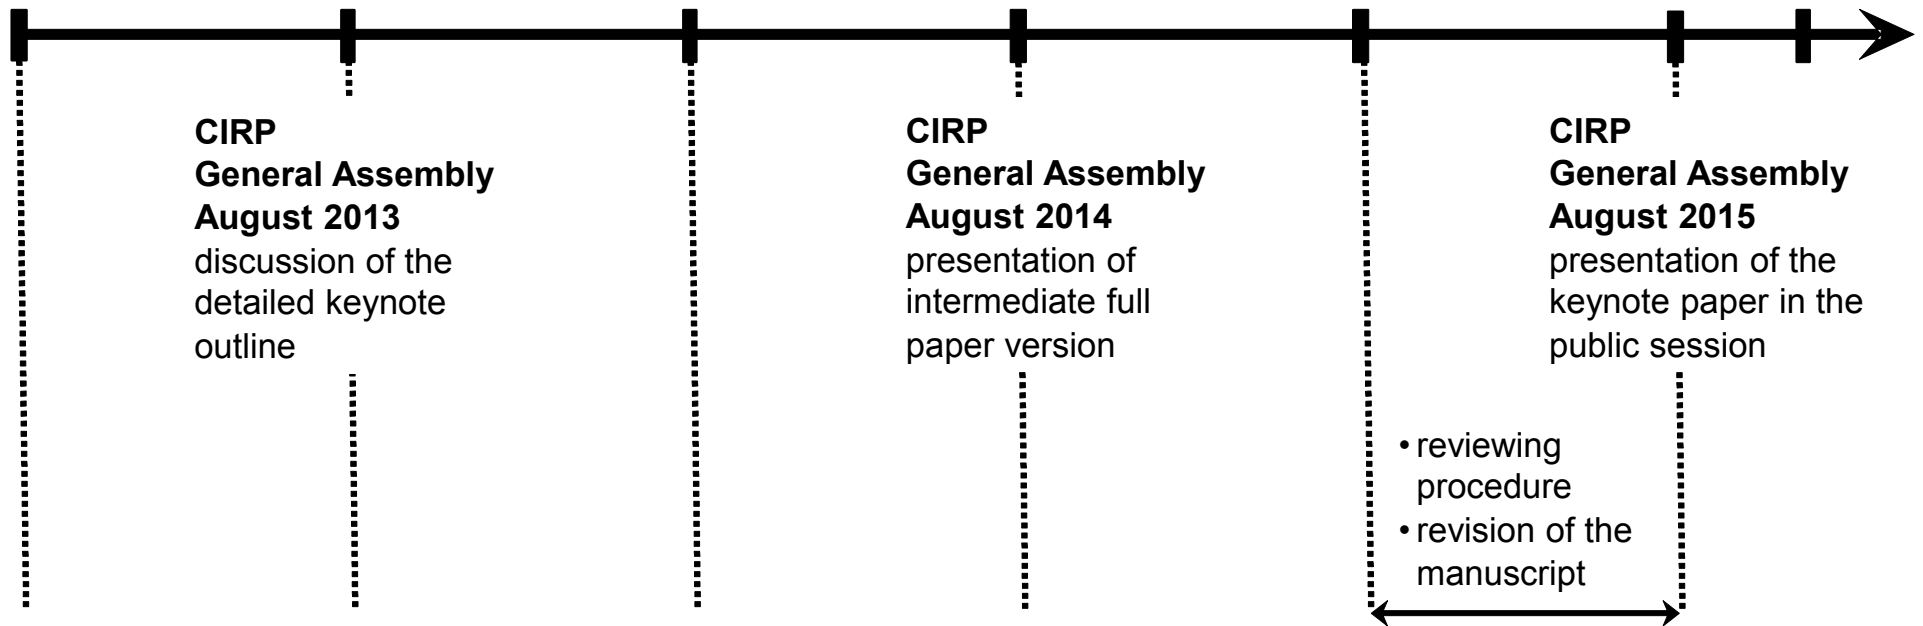 CIRP
General Assembly
August 2013
discussion of the
detailed keynote
outline
CIRP
General Assembly
August 2014
presentation of
intermediate full
paper version
CIRP
General Assembly
August 2015
presentation of the
keynote paper in the
public session
• reviewing
procedure
• revision of the
manuscript